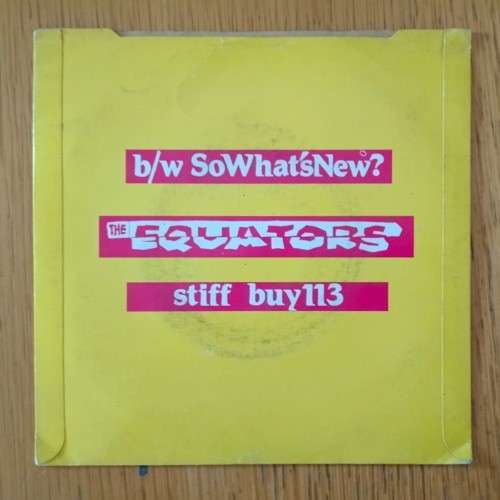 b/w SoWhat'sNew?
THE EQUATORS
stiff buy113